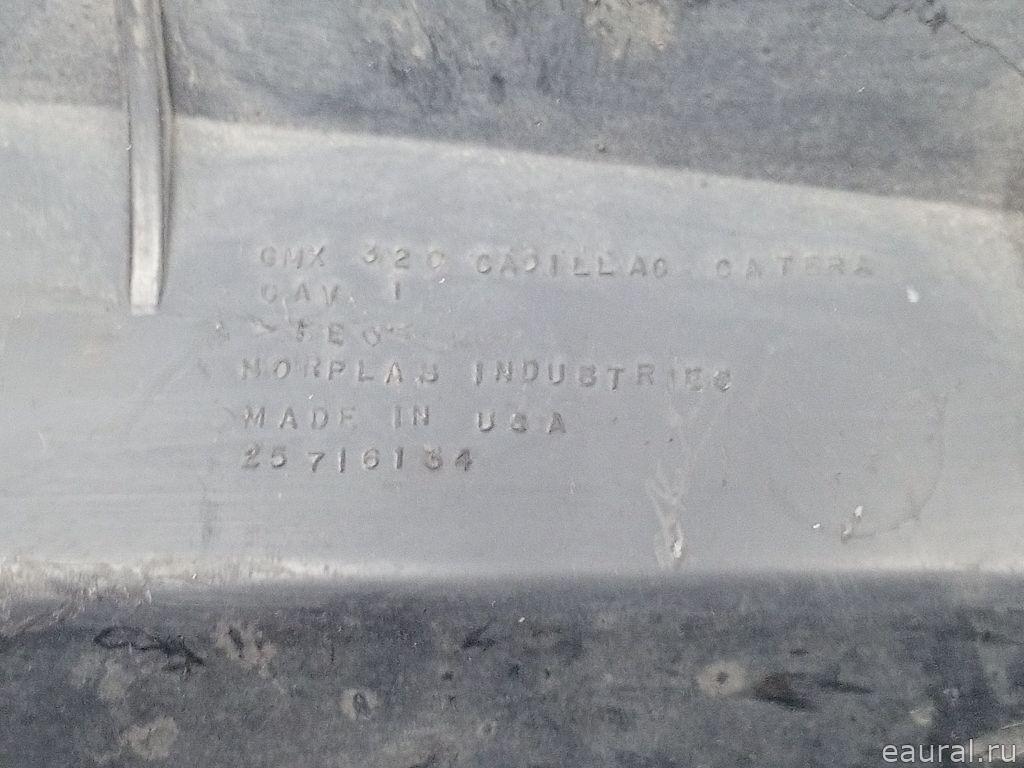 GMX 320 CADILLAC CATERA
CAV. 1
NORPLAS INDUSTRIES
MADE IN USA
25716134
eaural.ru